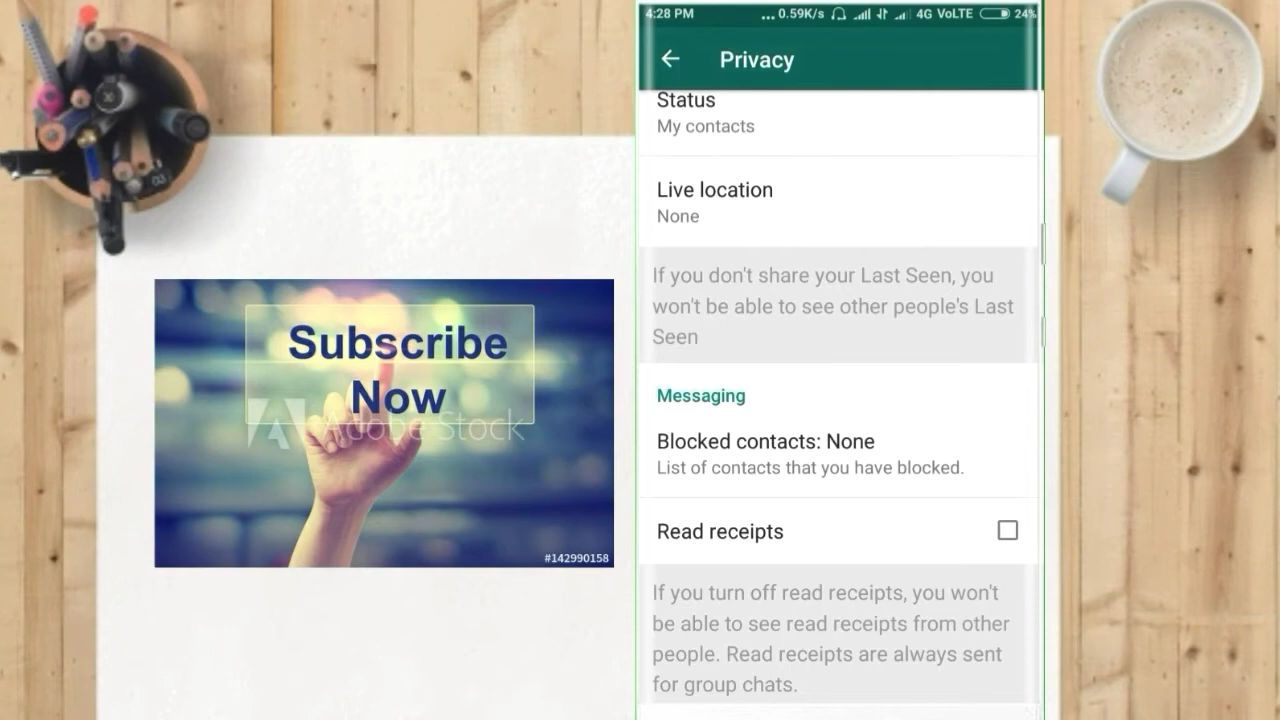 4:28 PM ... 0.59K/s 4G VoLTE 24%
Privacy
Status
My contacts
Live location
None
If you don't share your Last Seen, you
won't be able to see other people's Last
Seen
Messaging
Blocked contacts: None
List of contacts that you have blocked.
Read receipts
If you turn off read receipts, you won't
be able to see read receipts from other
people. Read receipts are always sent
for group chats.
Subscribe
Now
Adobe Stock
#142990158